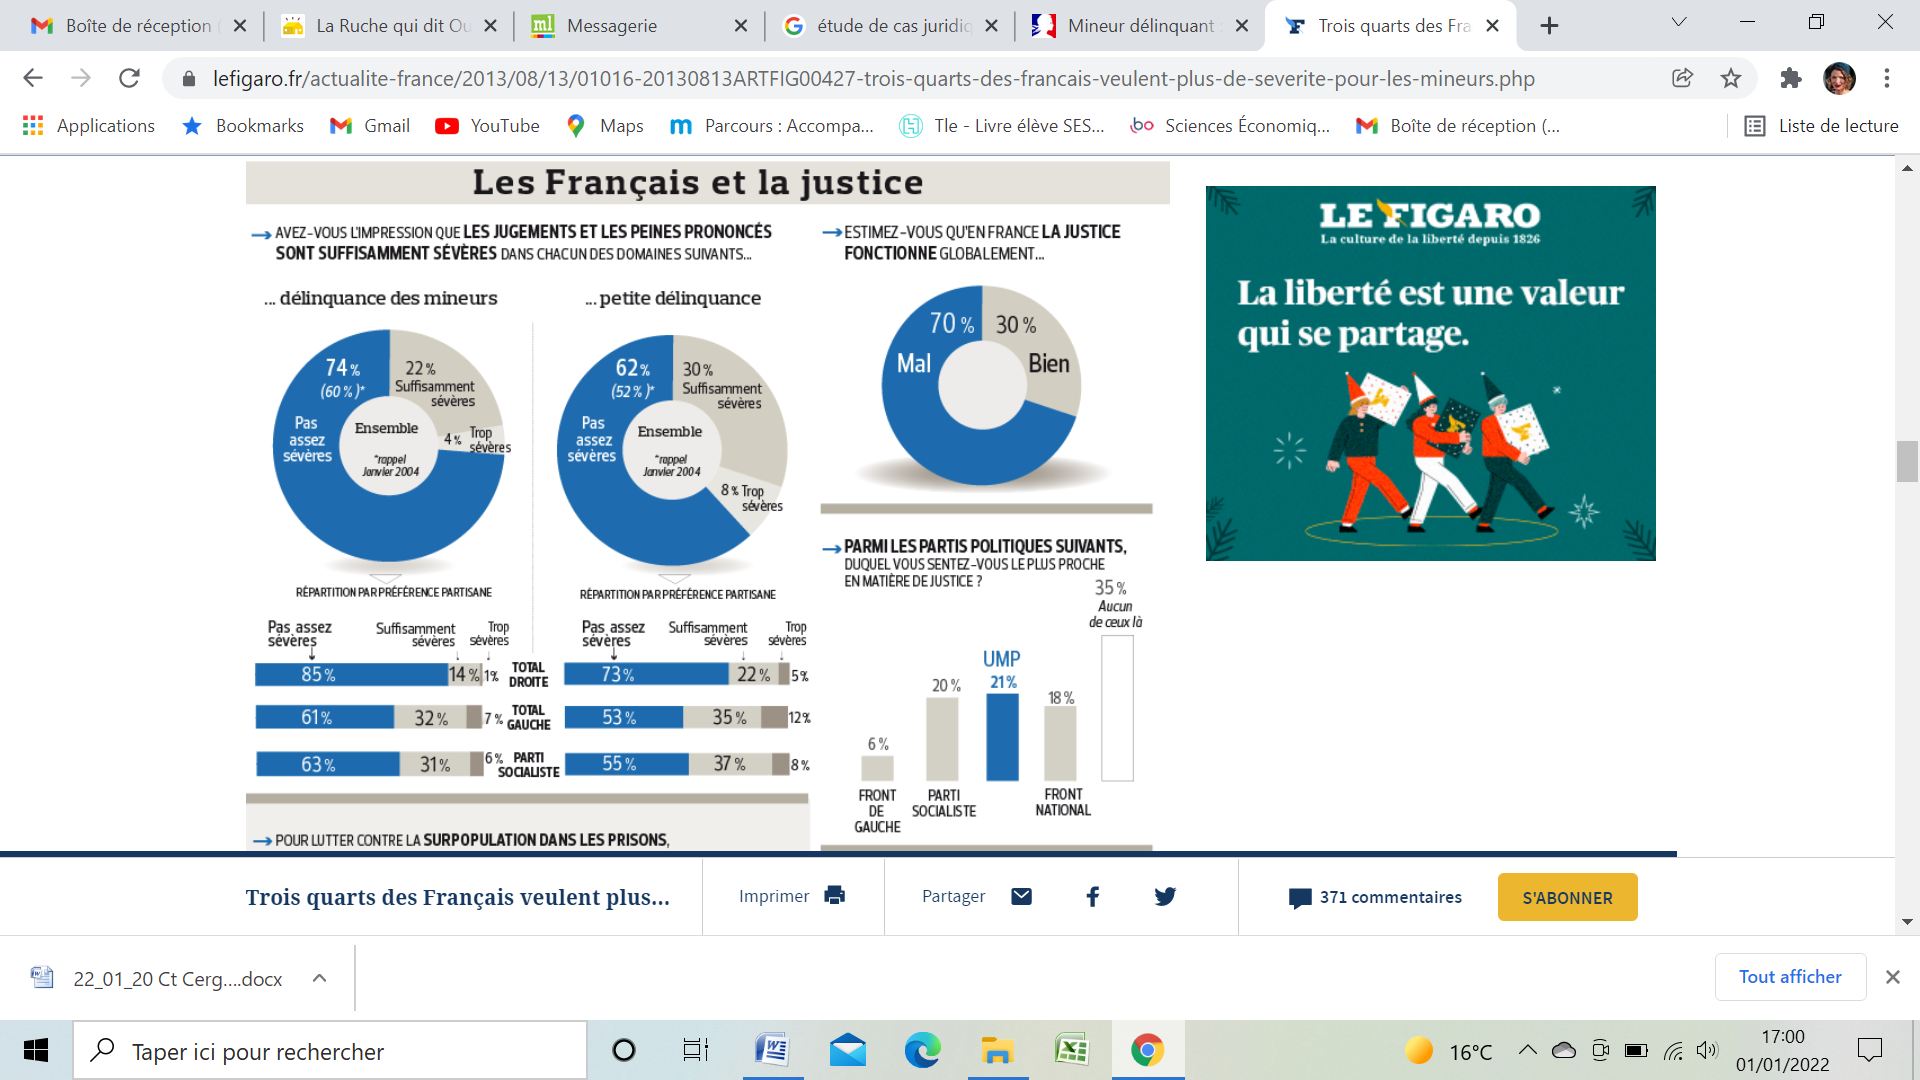 Boîte de réception (
La Ruche qui dit Ou
ml
Messagerie
étude de cas juridiq
Mineur délinquant :
Trois quarts des Fra
lefigaro.fr/actualite-france/2013/08/13/01016-20130813ARTFIG00427-trois-quarts-des-francais-veulent-plus-de-severite-pour-les-mineurs.php
Applications
Bookmarks
Gmail
YouTube
Maps
Parcours : Accompa...
Tle - Livre élève SES...
Sciences Économiq...
Boîte de réception (...
Liste de lecture
Les Français et la justice
AVEZ-VOUS L'IMPRESSION QUE LES JUGEMENTS ET LES PEINES PRONONCÉS
SONT SUFFISAMMENT SÉVÈRES DANS CHACUN DES DOMAINES SUIVANTS...
... délinquance des mineurs
74 %
(60 %)*
Pas
assez
sévères
22 %
Suffisamment
sévères
4 % Trop
sévères
Ensemble
*rappel
Janvier 2004
... petite délinquance
62 %
(52 %)*
Pas
assez
sévères
30 %
Suffisamment
sévères
8 % Trop
sévères
Ensemble
*rappel
Janvier 2004
RÉPARTITION PAR PRÉFÉRENCE PARTISANE
RÉPARTITION PAR PRÉFÉRENCE PARTISANE
Pas assez
sévères
Suffisamment
sévères
Trop
sévères
Pas assez
sévères
Suffisamment
sévères
Trop
sévères
85 % 14 % 1% TOTAL
DROITE 73 % 22 % 5%
61 % 32 % 7 % TOTAL
GAUCHE 53 % 35 % 12%
63 % 31 % 6 % PARTI
SOCIALISTE 55 % 37 % 8 %
POUR LUTTER CONTRE LA SURPOPULATION DANS LES PRISONS,
ESTIMEZ-VOUS QU'EN FRANCE LA JUSTICE
FONCTIONNE GLOBALEMENT...
70 %
Mal
30 %
Bien
PARMI LES PARTIS POLITIQUES SUIVANTS,
DUQUEL VOUS SENTEZ-VOUS LE PLUS PROCHE
EN MATIÈRE DE JUSTICE ?
6 %
FRONT
DE
GAUCHE
20 %
PARTI
SOCIALISTE
UMP
21 %
18 %
FRONT
NATIONAL
35 %
Aucun
de ceux là
LE FIGARO
La culture de la liberté depuis 1826
La liberté est une valeur
qui se partage.
Trois quarts des Français veulent plus...
Imprimer
Partager
371 commentaires
S'ABONNER
22_01_20 Ct Cerg....docx
Tout afficher
Taper ici pour rechercher
16°C
17:00
01/01/2022